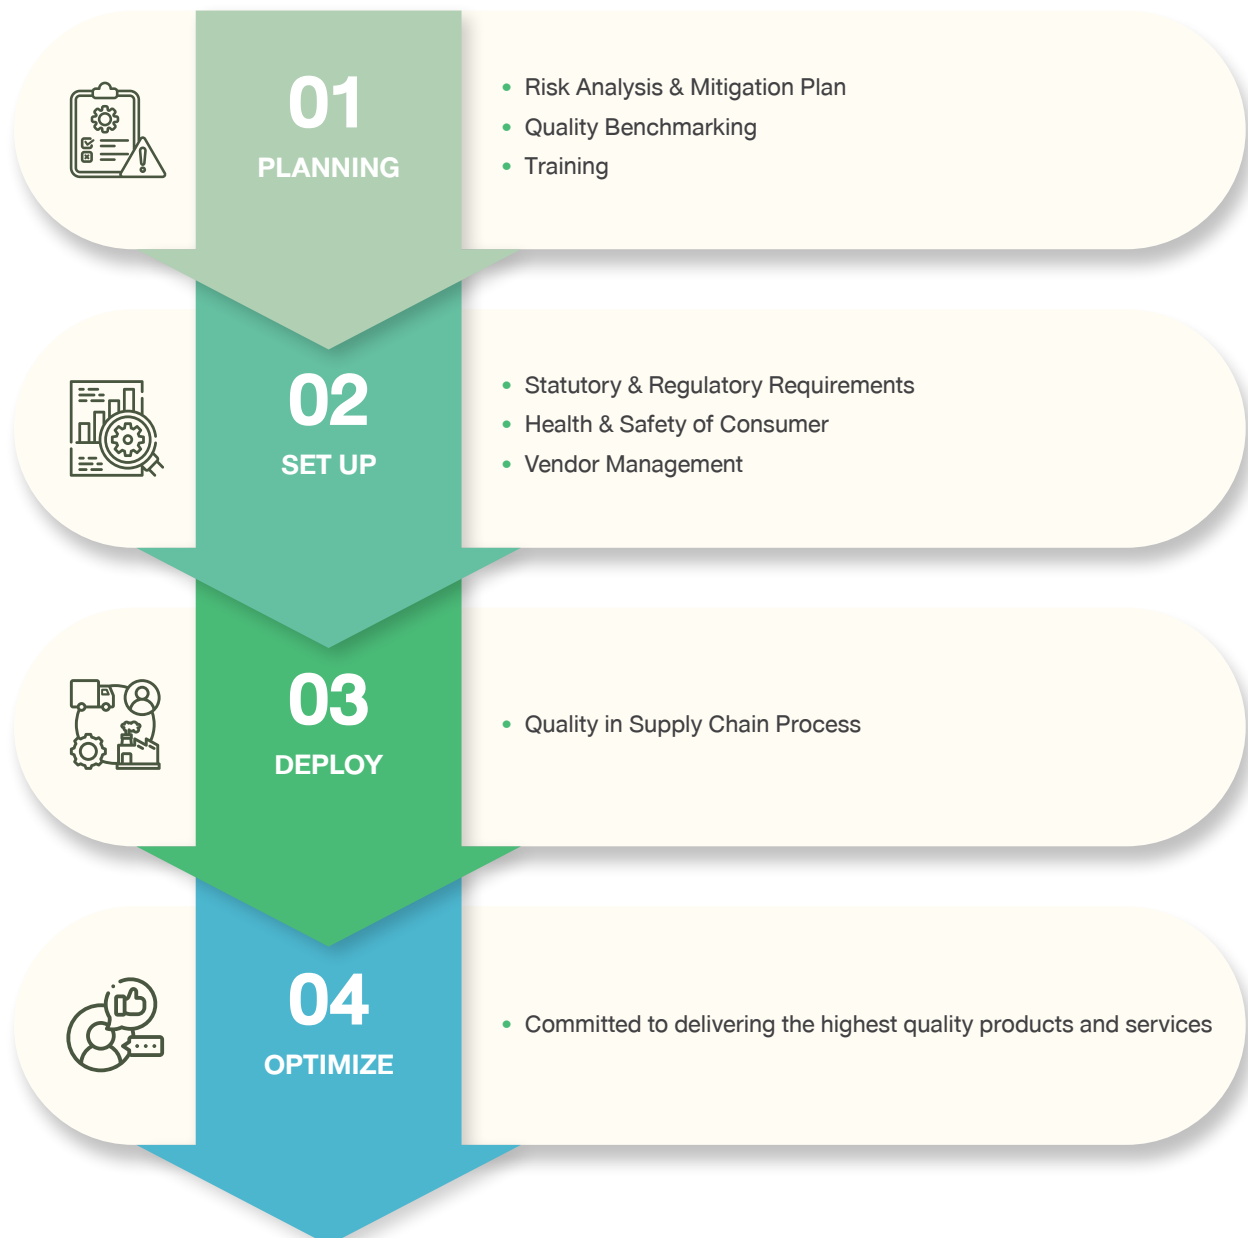 01
PLANNING
• Risk Analysis & Mitigation Plan
• Quality Benchmarking
• Training
02
SET UP
• Statutory & Regulatory Requirements
• Health & Safety of Consumer
• Vendor Management
03
DEPLOY
• Quality in Supply Chain Process
04
OPTIMIZE
• Committed to delivering the highest quality products and services